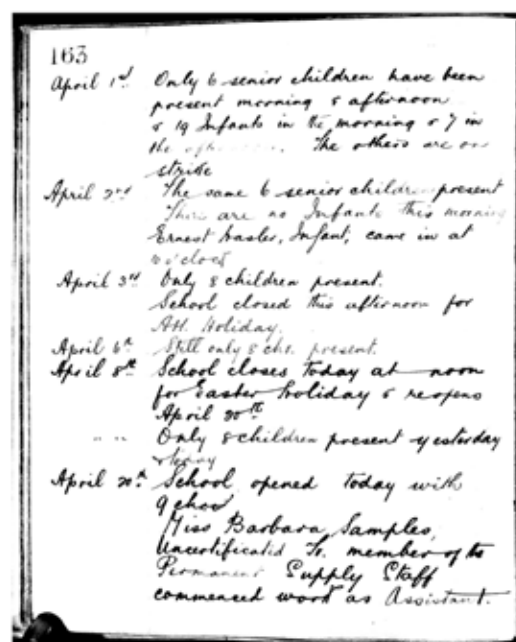 163
April 1st Only 6 senior children have been
present morning & afternoon
& 19 Infants in the morning & 7 in
the afternoon. The others are on
strike
April 2nd The same 6 senior children present
There are no Infants this morning
Ernest Infant, came in at
o'clock
April 3rd Only 8 children present.
School closed this afternoon for
Holiday.
April 6th Still only 8 chn. present.
April 8th School closes today at noon
for Easter Holiday & reopens
April 20th
" " Only 8 children present yesterday
& today
April 20th School opened today with
9 chn
Miss Barbara Samples,
Uncertificated Tr. member of the
Permanent Supply Staff
commenced work as Assistant.